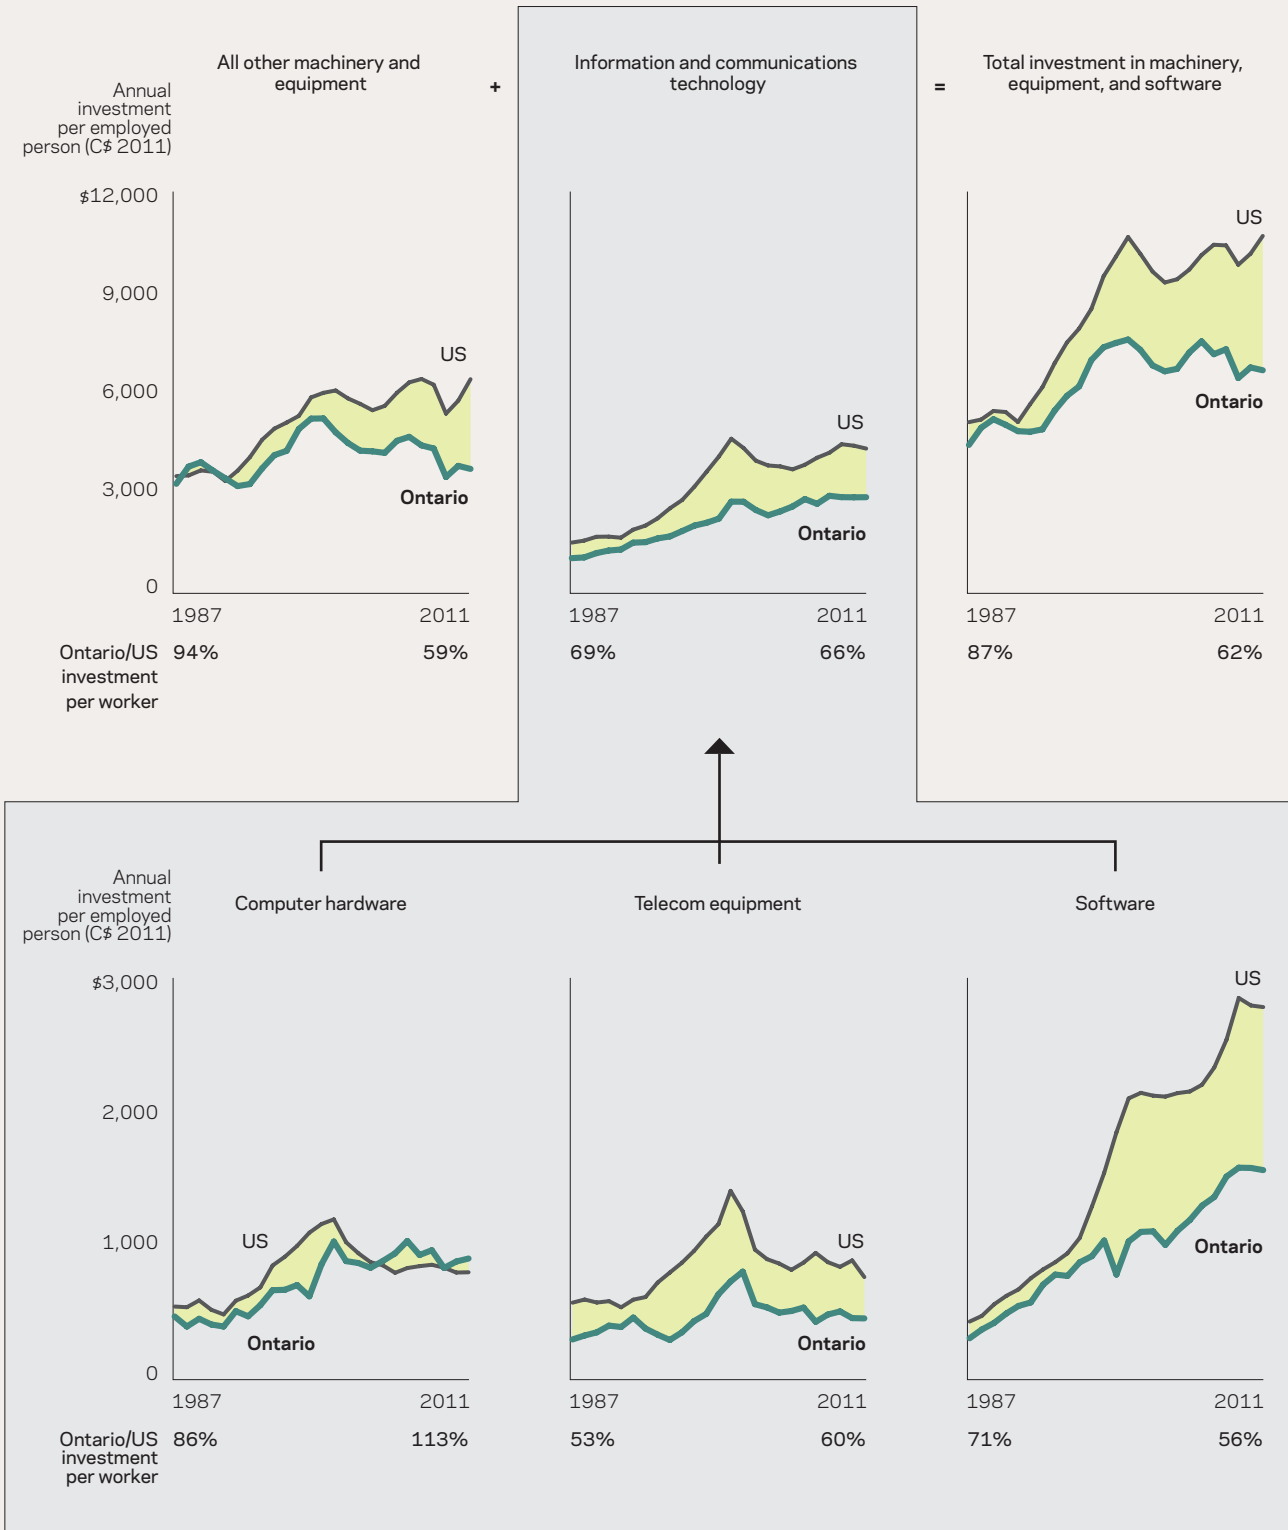 All other machinery and
equipment
+
Information and communications
technology
=
Total investment in machinery,
equipment, and software
Annual
investment
per employed
person (C$ 2011)
$12,000
9,000
6,000
3,000
0
US
Ontario
1987
2011
US
Ontario
1987
2011
US
Ontario
1987
2011
Ontario/US
investment
per worker
94%
59%
69%
66%
87%
62%
Annual
investment
per employed
person (C$ 2011)
Computer hardware
Telecom equipment
Software
$3,000
2,000
1,000
0
US
Ontario
1987
2011
US
Ontario
1987
2011
US
Ontario
1987
2011
Ontario/US
investment
per worker
86%
113%
53%
60%
71%
56%